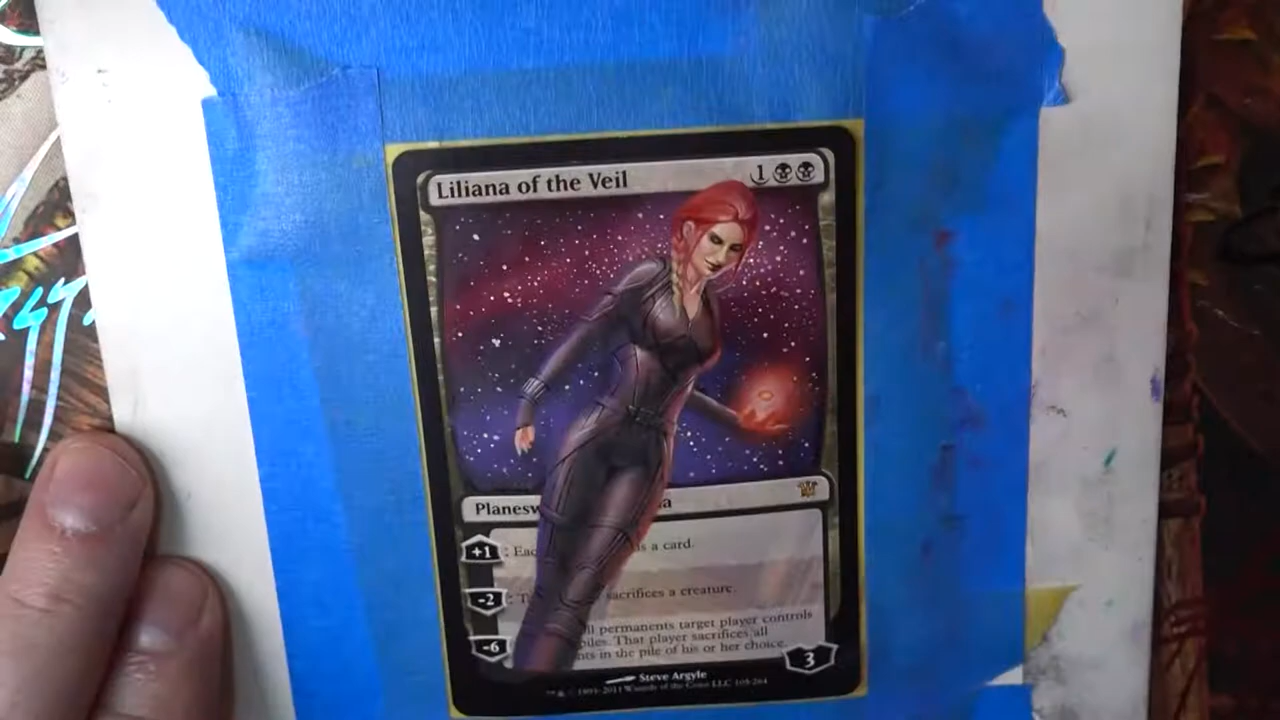 Liliana of the Veil 1
Planesw a
+1 : Eac s a card.
-2 : T sacrifices a creature.
ll permanents target player controls
-6 piles. That player sacrifices all
nts in the pile of his or her choice.
3
Steve Argyle
1993-2011 Wizards of the Coast LLC 105/264